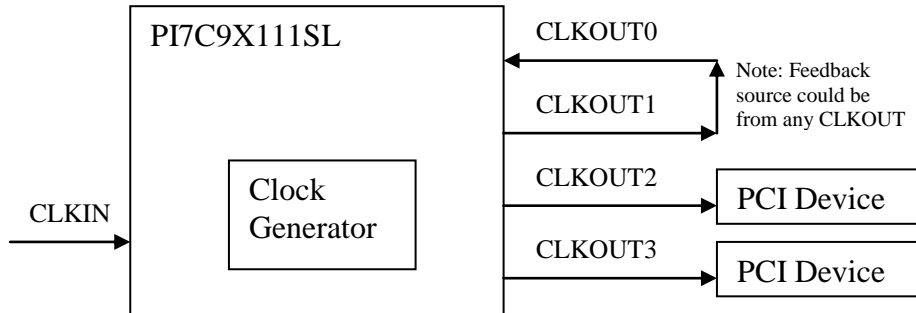 PI7C9X111SL
CLKOUT0
Note: Feedback
source could be
from any CLKOUT
CLKOUT1
Clock
Generator
CLKIN
CLKOUT2
PCI Device
CLKOUT3
PCI Device